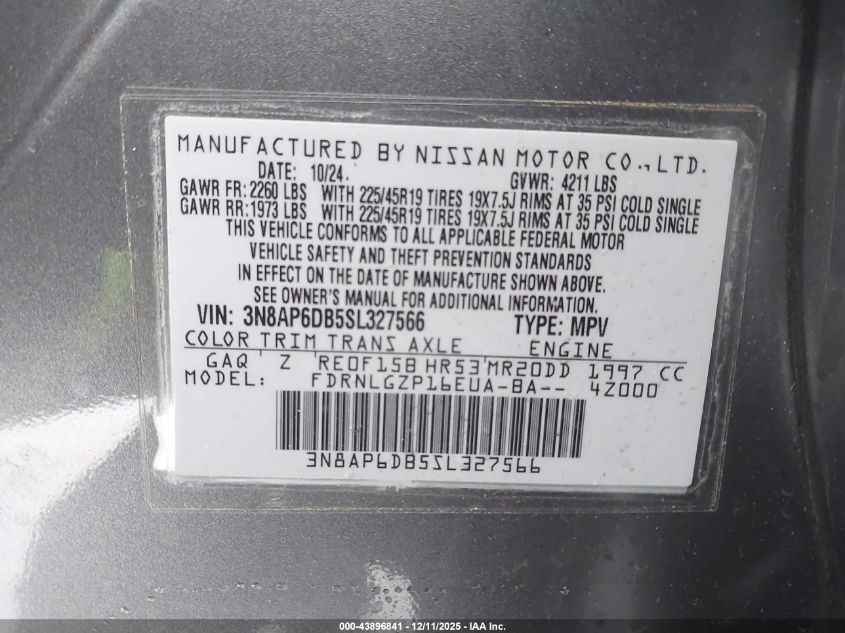 MANUFACTURED BY NISSAN MOTOR CO.,LTD.
DATE: 10/24. GVWR: 4211 LBS
GAWR FR: 2260 LBS WITH 225/45R19 TIRES 19X7.5J RIMS AT 35 PSI COLD SINGLE
GAWR RR: 1973 LBS WITH 225/45R19 TIRES 19X7.5J RIMS AT 35 PSI COLD SINGLE
THIS VEHICLE CONFORMS TO ALL APPLICABLE FEDERAL MOTOR
VEHICLE SAFETY AND THEFT PREVENTION STANDARDS
IN EFFECT ON THE DATE OF MANUFACTURE SHOWN ABOVE.
SEE OWNER'S MANUAL FOR ADDITIONAL INFORMATION.
VIN: 3N8AP6DB5SL327566 TYPE: MPV
COLOR TRIM TRANS AXLE ENGINE
GAQ ' Z RE0F15B HR53 MR20DD 1997 CC
MODEL: FDRNLGZP16EUA-BA-- 4Z000
3N8AP6DB5SL327566
000-43896841 - 12/11/2025 - IAA Inc.